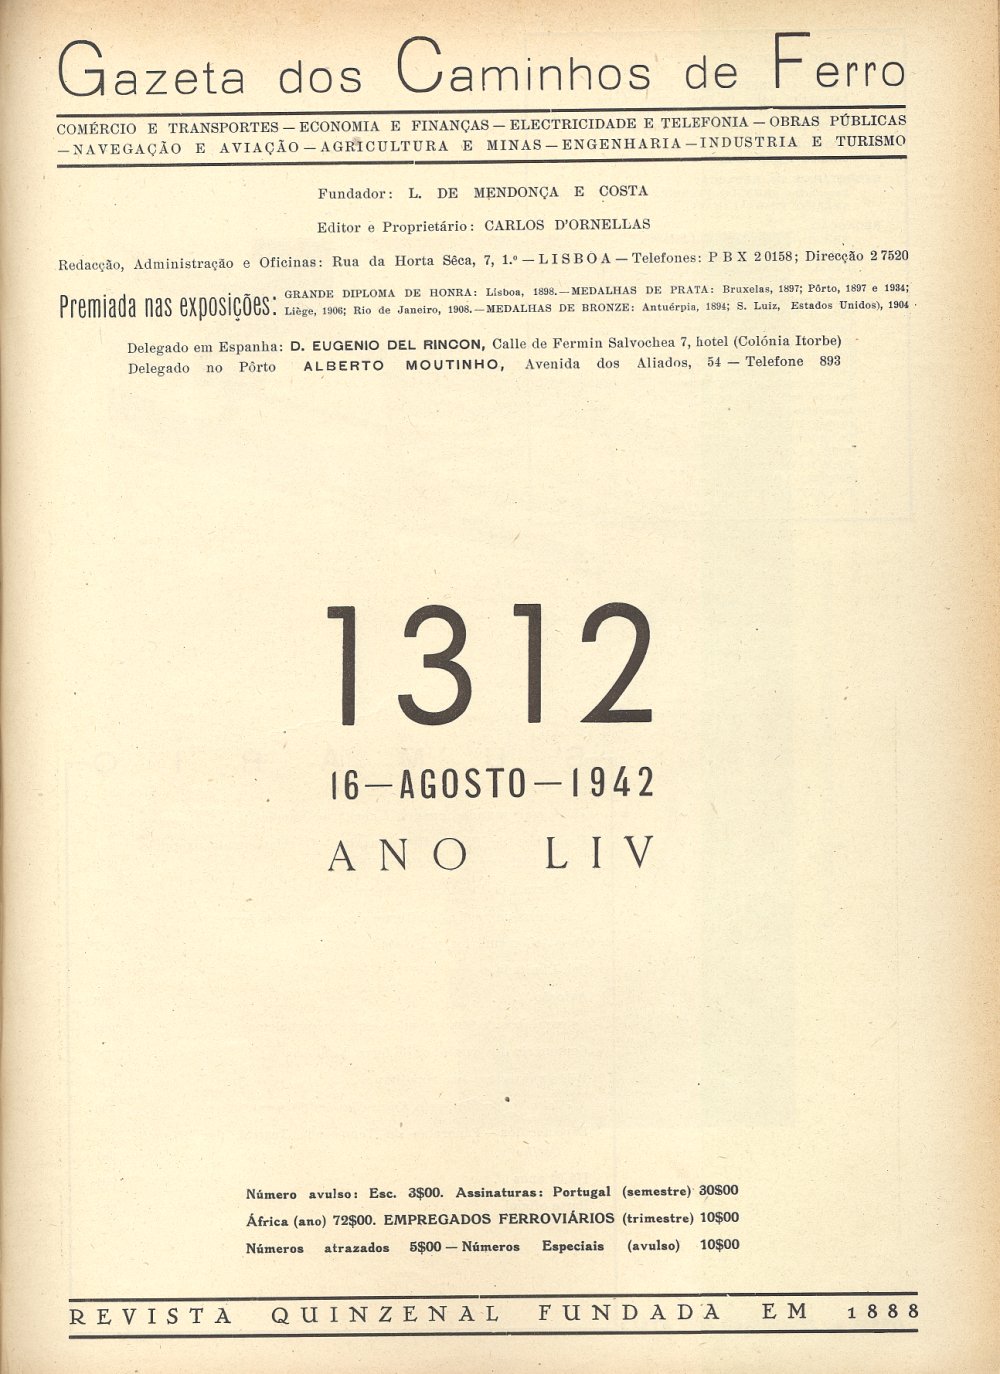 Gazeta dos Caminhos de Ferro
COMÉRCIO E TRANSPORTES — ECONOMIA E FINANÇAS — ELECTRICIDADE E TELEFONIA — OBRAS PÚBLICAS
— NAVEGAÇÃO E AVIAÇÃO — AGRICULTURA E MINAS — ENGENHARIA — INDUSTRIA E TURISMO
Fundador: L. DE MENDONÇA E COSTA
Editor e Proprietário: CARLOS D'ORNELLAS
Redacção, Administração e Oficinas: Rua da Horta Sêca, 7, 1.º — LISBOA — Telefones: P B X 2 0158; Direcção 2 7520
Premiada nas exposições:
GRANDE DIPLOMA DE HONRA: Lisboa, 1898. — MEDALHAS DE PRATA: Bruxelas, 1897; Pôrto, 1897 e 1934;
Liège, 1906; Rio de Janeiro, 1908. — MEDALHAS DE BRONZE: Antuérpia, 1894; S. Luiz, Estados Unidos), 1904
Delegado em Espanha: D. EUGENIO DEL RINCON, Calle de Fermin Salvochea 7, hotel (Colónia Itorbe)
Delegado no Pôrto ALBERTO MOUTINHO, Avenida dos Aliados, 54 — Telefone 893
1312
16 — AGOSTO — 1942
ANO LIV
Número avulso: Esc. 3$00. Assinaturas: Portugal (semestre) 30$00
África (ano) 72$00. EMPREGADOS FERROVIÁRIOS (trimestre) 10$00
Números atrazados 5$00 — Números Especiais (avulso) 10$00
REVISTA QUINZENAL FUNDADA EM 1888